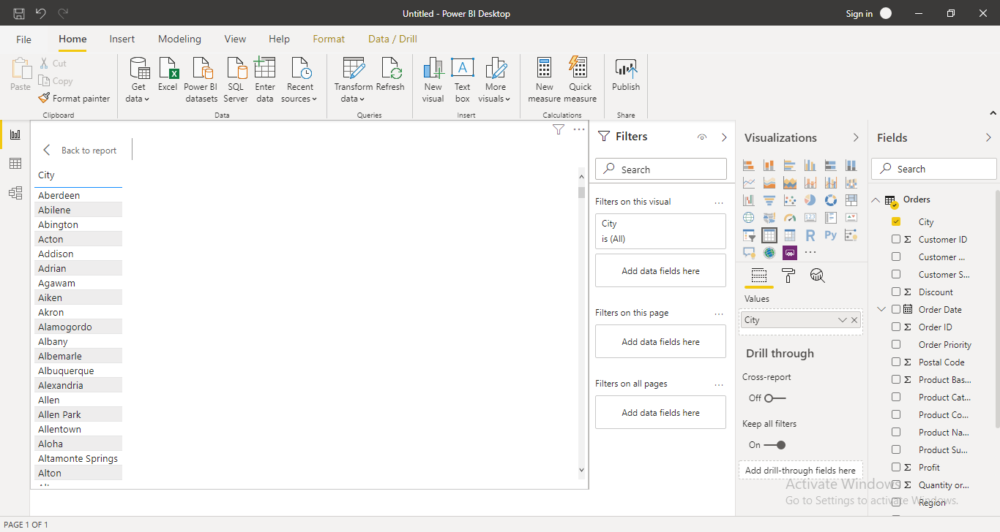 Untitled - Power BI Desktop
Sign in
File
Home
Insert
Modeling
View
Help
Format
Data / Drill
Paste
Cut
Copy
Format painter
Clipboard
Get data
Excel
Power BI datasets
SQL Server
Enter data
Recent sources
Data
Transform data
Refresh
Queries
New visual
Text box
More visuals
Insert
New measure
Quick measure
Calculations
Publish
Share
Back to report
City
Aberdeen
Abilene
Abington
Acton
Addison
Adrian
Agawam
Aiken
Akron
Alamogordo
Albany
Albemarle
Albuquerque
Alexandria
Allen
Allen Park
Allentown
Aloha
Altamonte Springs
Alton
Filters
Search
Filters on this visual
City
is (All)
Add data fields here
Filters on this page
Add data fields here
Filters on all pages
Add data fields here
Visualizations
123
R
Py
Values
City
Drill through
Cross-report
Off
Keep all filters
On
Add drill-through fields here
Fields
Search
Orders
City
Σ Customer ID
Customer ...
Customer S...
Σ Discount
Order Date
Σ Order ID
Order Priority
Σ Postal Code
Σ Product Bas...
Product Cat...
Product Co...
Product Na...
Product Su...
Σ Profit
Σ Quantity or...
Region
Activate Windows
Go to Settings to activate Windows.
PAGE 1 OF 1